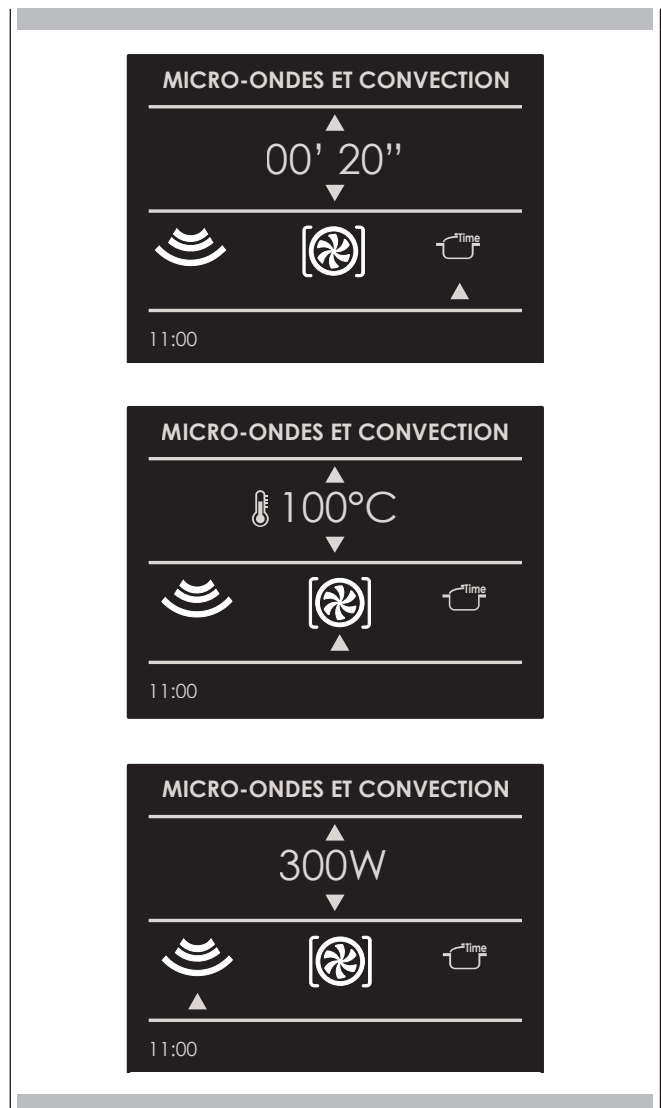 MICRO-ONDES ET CONVECTION
00’ 20”
Time
11:00
MICRO-ONDES ET CONVECTION
100°C
Time
11:00
MICRO-ONDES ET CONVECTION
300W
Time
11:00